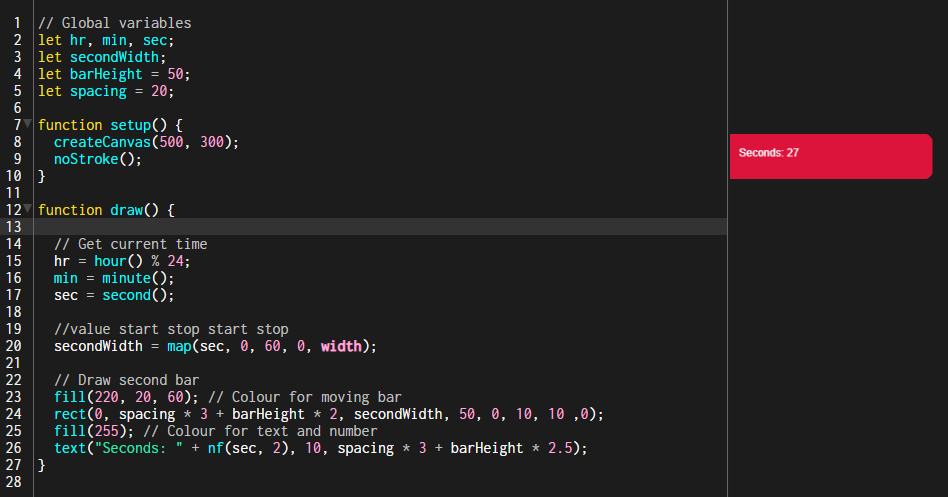 1 // Global variables
2 let hr, min, sec;
3 let secondWidth;
4 let barHeight = 50;
5 let spacing = 20;
6
7 function setup() {
8 createCanvas(500, 300);
9 noStroke();
10 }
11
12 function draw() {
13
14 // Get current time
15 hr = hour() % 24;
16 min = minute();
17 sec = second();
18
19 //value start stop start stop
20 secondWidth = map(sec, 0, 60, 0, width);
21
22 // Draw second bar
23 fill(220, 20, 60); // Colour for moving bar
24 rect(0, spacing * 3 + barHeight * 2, secondWidth, 50, 0, 10, 10 ,0);
25 fill(255); // Colour for text and number
26 text("Seconds: " + nf(sec, 2), 10, spacing * 3 + barHeight * 2.5);
27 }
28
Seconds: 27